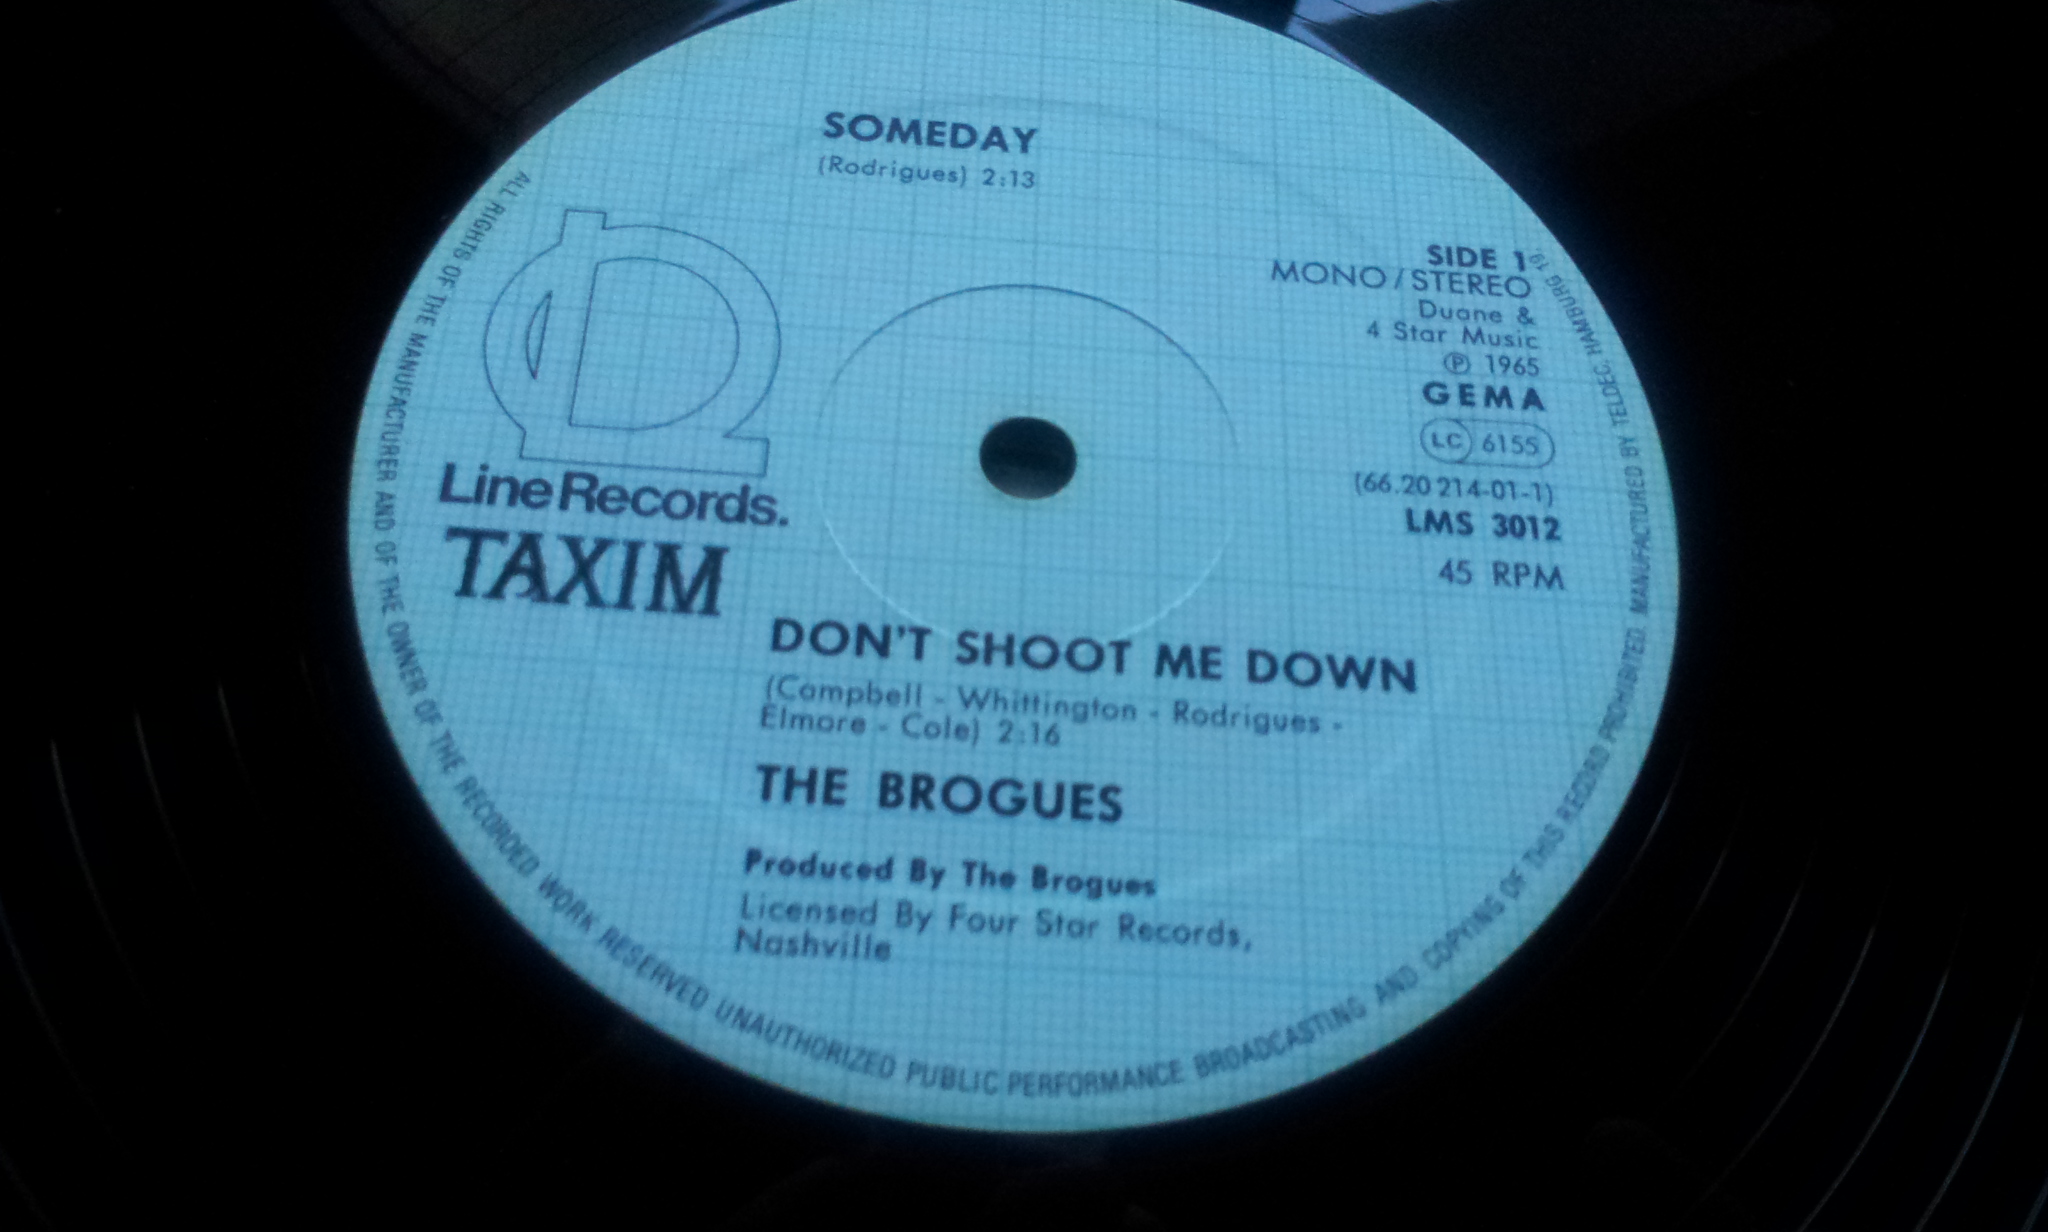 SOMEDAY
(Rodrigues) 2:13
SIDE 1
MONO/STEREO
Duane &
4 Star Music
Ⓟ 1965
GEMA
LC 6155
(66.20 214-01-1)
LMS 3012
45 RPM
Line Records.
TAXIM
DON'T SHOOT ME DOWN
(Campbell - Whittington - Rodrigues -
Elmore - Cole) 2:16
THE BROGUES
Produced By The Brogues
Licensed By Four Star Records,
Nashville
ALL RIGHTS OF THE MANUFACTURER AND OF THE OWNER OF THE RECORDED WORK RESERVED UNAUTHORIZED PUBLIC PERFORMANCE BROADCASTING AND COPYING OF THIS RECORD PROHIBITED. MANUFACTURED BY TELDEC, HAMBURG 19.